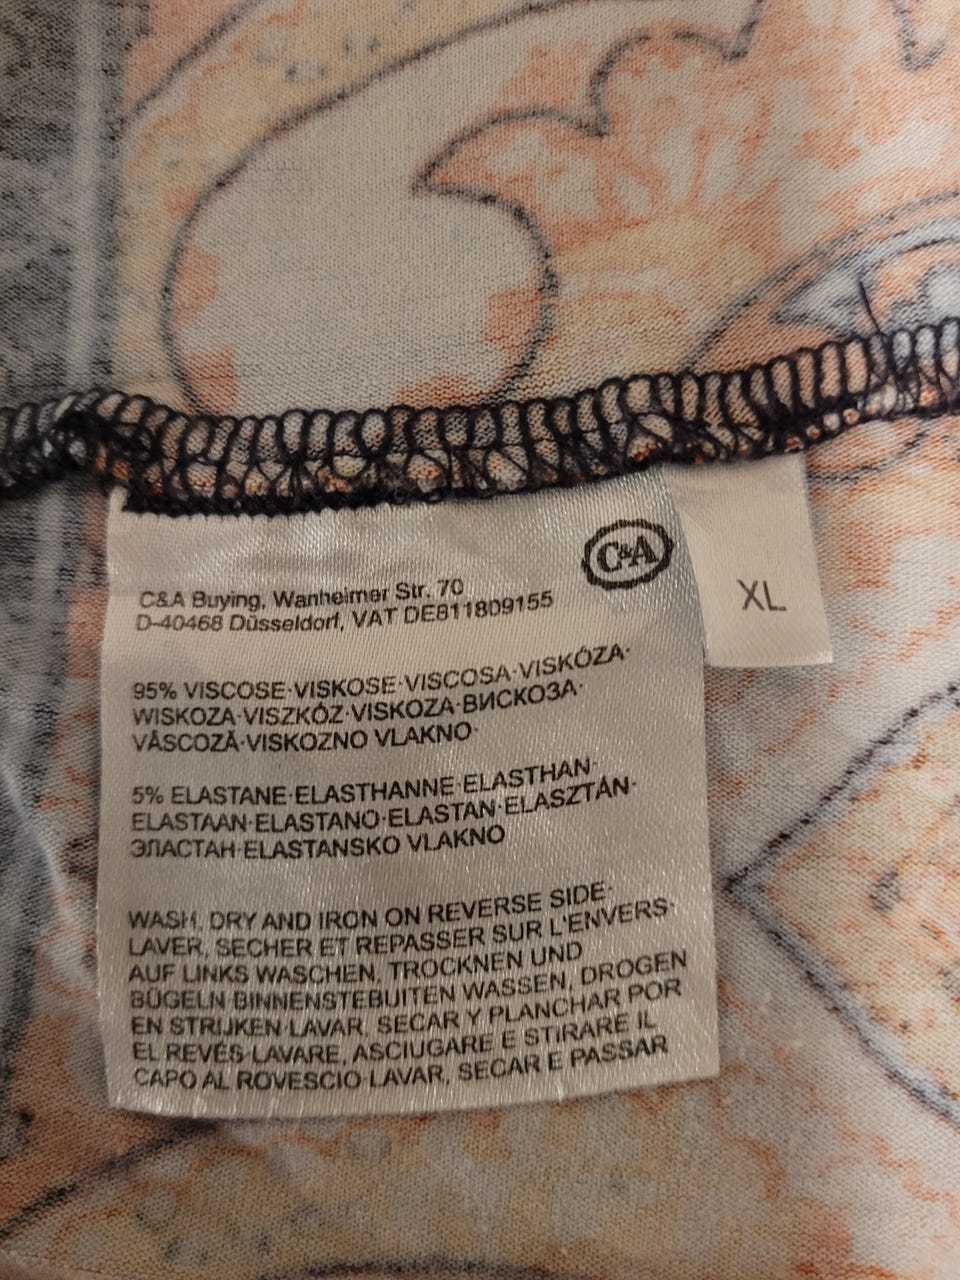 C&A
C&A Buying, Wanheimer Str. 70
D-40468 Düsseldorf, VAT DE811809155
XL
95% VISCOSE·VISKOSE·VISCOSA·VISKÓZA·
WISKOZA·VISZKÓZ·VISKOZA·ВИСКОЗА·
VÂSCOZĂ·VISKOZNO VLAKNO·
5% ELASTANE·ELASTHANNE·ELASTHAN·
ELASTAAN·ELASTANO·ELASTAN·ELASZTÁN·
ЭЛАСТАН·ELASTANSKO VLAKNO
WASH, DRY AND IRON ON REVERSE SIDE·
LAVER, SECHER ET REPASSER SUR L'ENVERS·
AUF LINKS WASCHEN, TROCKNEN UND
BÜGELN·BINNENSTEBUITEN WASSEN, DROGEN
EN STRIJKEN·LAVAR, SECAR Y PLANCHAR POR
EL REVÉS·LAVARE, ASCIUGARE E STIRARE IL
CAPO AL ROVESCIO·LAVAR, SECAR E PASSAR